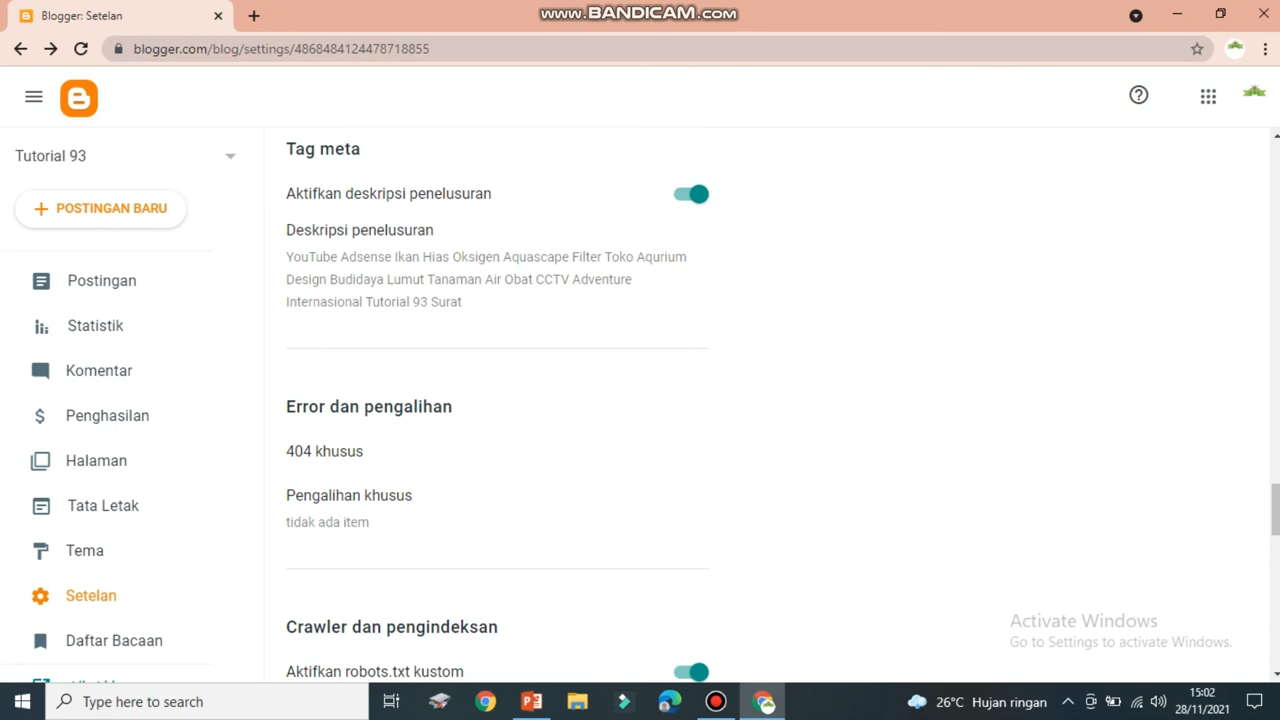 Blogger: Setelan
www.BANDICAM.com
blogger.com/blog/settings/4868484124478718855
Tutorial 93
POSTINGAN BARU
Postingan
Statistik
Komentar
Penghasilan
Halaman
Tata Letak
Tema
Setelan
Daftar Bacaan
Tag meta
Aktifkan deskripsi penelusuran
Deskripsi penelusuran
YouTube Adsense Ikan Hias Oksigen Aquascape Filter Toko Aqurium
Design Budidaya Lumut Tanaman Air Obat CCTV Adventure
Internasional Tutorial 93 Surat
Error dan pengalihan
404 khusus
Pengalihan khusus
tidak ada item
Crawler dan pengindeksan
Aktifkan robots.txt kustom
Activate Windows
Go to Settings to activate Windows.
Type here to search
26°C Hujan ringan
15:02
28/11/2021